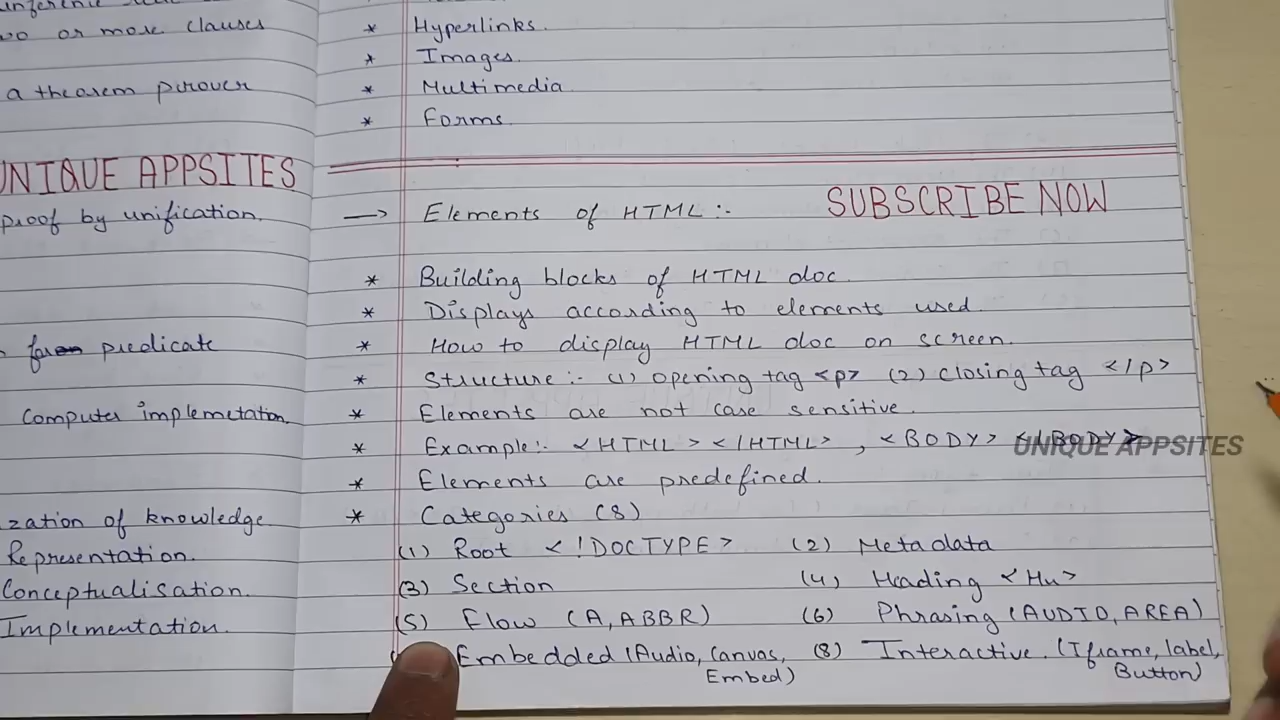 two or more clauses
a theorem prover
UNIQUE APPSITES
proof by unification.
predicate
Computer implemetation.
zation of knowledge
Representation.
Conceptualisation.
Implementation.
* Hyperlinks.
* Images.
* Multimedia.
* Forms.
SUBSCRIBE NOW
→ Elements of HTML :-
* Building blocks of HTML doc.
* Displays according to elements used.
* How to display HTML doc on screen.
* Structure :- (1) opening tag <p> (2) closing tag </p>
* Elements are not case sensitive.
* Example :- <HTML> </HTML> , <BODY> </BODY>
UNIQUE APPSITES
* Elements are predefined.
* Categories (8)
(1) Root <!DOCTYPE> (2) Metadata
(3) Section (4) Heading <Hn>
(5) Flow (A, ABBR) (6) Phrasing (AUDIO, AREA)
Embedded (Audio, Canvas, (8) Interactive. (Iframe, label,
Embed) Button)